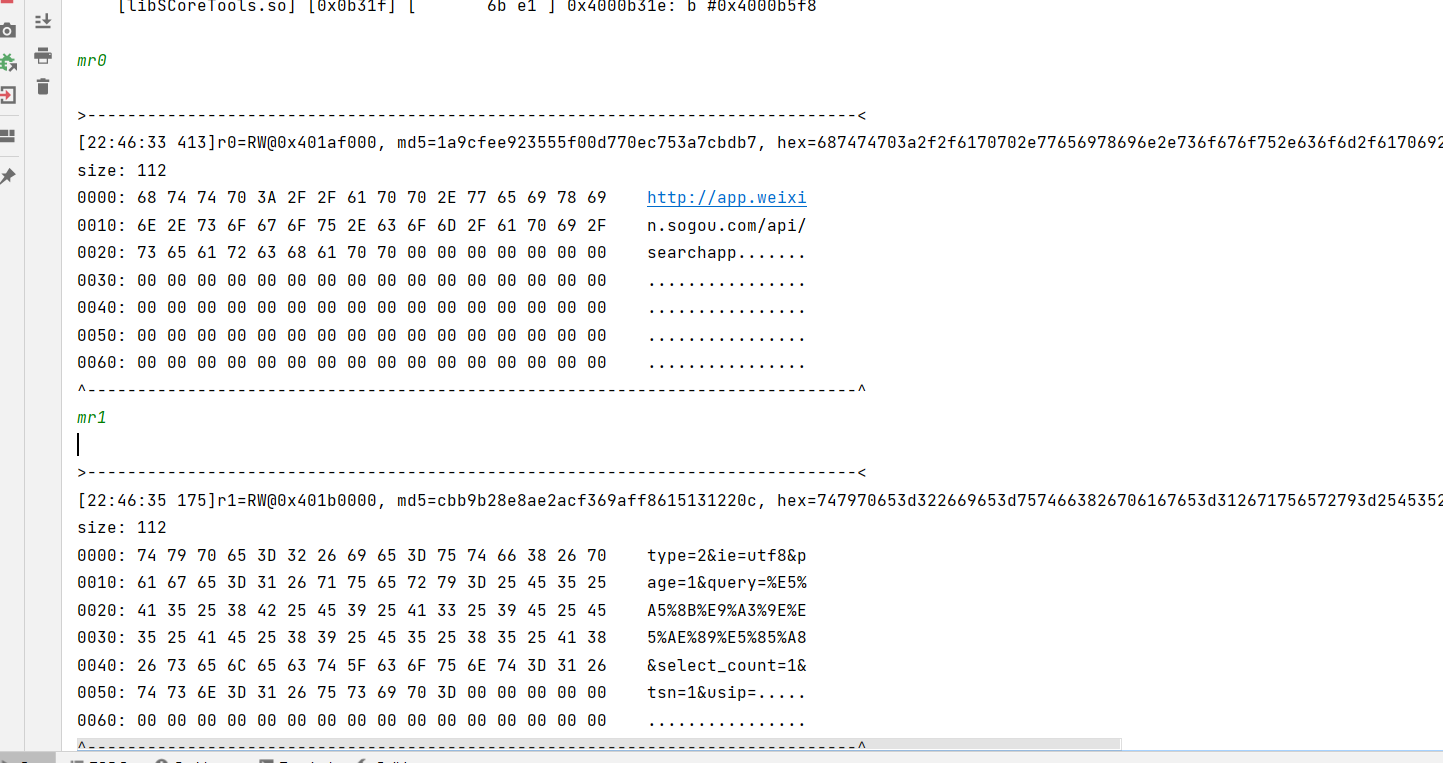 [libSCoreTools.so] [0x0b31f] [       6b e1 ] 0x4000b31e: b #0x4000b5f8
mr0
>-----------------------------------------------------------------------------<
[22:46:33 413]r0=RW@0x401af000, md5=1a9cfee923555f00d770ec753a7cbdb7, hex=687474703a2f2f6170702e77656978696e2e736f676f752e636f6d2f6170692
size: 112
0000: 68 74 74 70 3A 2F 2F 61 70 70 2E 77 65 69 78 69    http://app.weixi
0010: 6E 2E 73 6F 67 6F 75 2E 63 6F 6D 2F 61 70 69 2F    n.sogou.com/api/
0020: 73 65 61 72 63 68 61 70 70 00 00 00 00 00 00 00    searchapp.......
0030: 00 00 00 00 00 00 00 00 00 00 00 00 00 00 00 00    ................
0040: 00 00 00 00 00 00 00 00 00 00 00 00 00 00 00 00    ................
0050: 00 00 00 00 00 00 00 00 00 00 00 00 00 00 00 00    ................
0060: 00 00 00 00 00 00 00 00 00 00 00 00 00 00 00 00    ................
^-----------------------------------------------------------------------------^
mr1
>-----------------------------------------------------------------------------<
[22:46:35 175]r1=RW@0x401b0000, md5=cbb9b28e8ae2acf369aff8615131220c, hex=747970653d322669653d7574663826706167653d312671756572793d2545352
size: 112
0000: 74 79 70 65 3D 32 26 69 65 3D 75 74 66 38 26 70    type=2&ie=utf8&p
0010: 61 67 65 3D 31 26 71 75 65 72 79 3D 25 45 35 25    age=1&query=%E5%
0020: 41 35 25 38 42 25 45 39 25 41 33 25 39 45 25 45    A5%8B%E9%A3%9E%E
0030: 35 25 41 45 25 38 39 25 45 35 25 38 35 25 41 38    5%AE%89%E5%85%A8
0040: 26 73 65 6C 65 63 74 5F 63 6F 75 6E 74 3D 31 26    &select_count=1&
0050: 74 73 6E 3D 31 26 75 73 69 70 3D 00 00 00 00 00    tsn=1&usip=.....
0060: 00 00 00 00 00 00 00 00 00 00 00 00 00 00 00 00    ................
^-----------------------------------------------------------------------------^